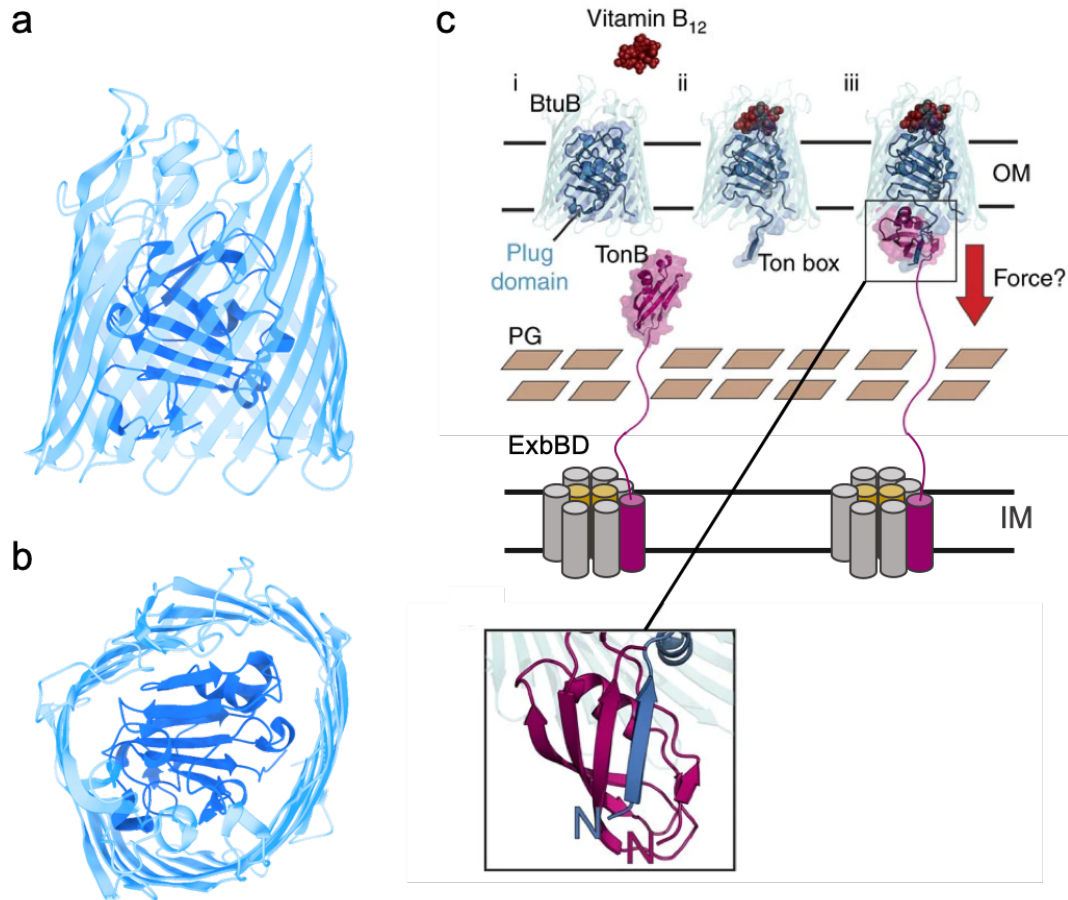 a
c
Vitamin B12
i
ii
iii
BtuB
OM
Plug
domain
TonB
Ton box
Force?
PG
ExbBD
IM
b
N
N